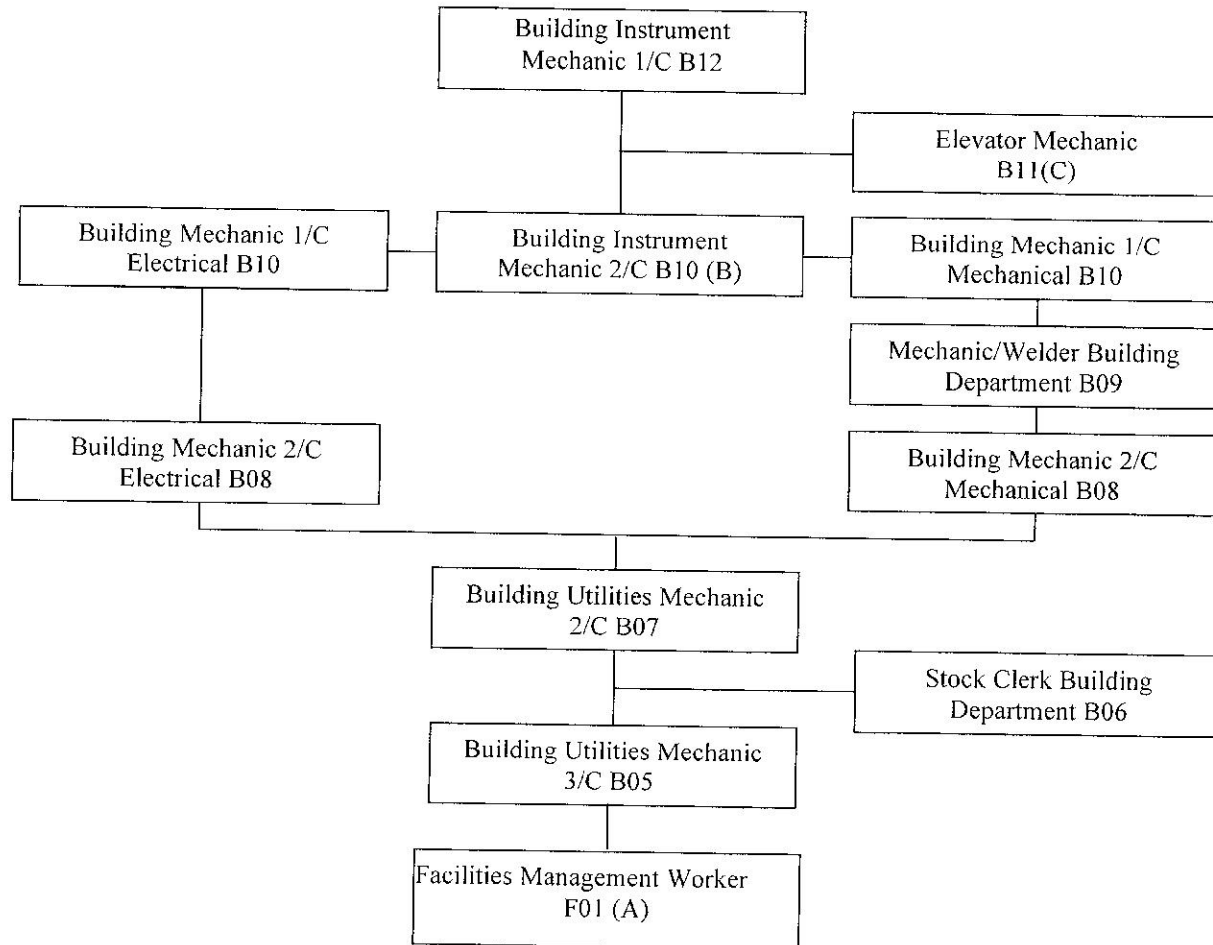 Building Instrument
Mechanic 1/C B12
Elevator Mechanic
B11(C)
Building Mechanic 1/C
Electrical B10
Building Instrument
Mechanic 2/C B10 (B)
Building Mechanic 1/C
Mechanical B10
Mechanic/Welder Building
Department B09
Building Mechanic 2/C
Electrical B08
Building Mechanic 2/C
Mechanical B08
Building Utilities Mechanic
2/C B07
Stock Clerk Building
Department B06
Building Utilities Mechanic
3/C B05
Facilities Management Worker
F01 (A)